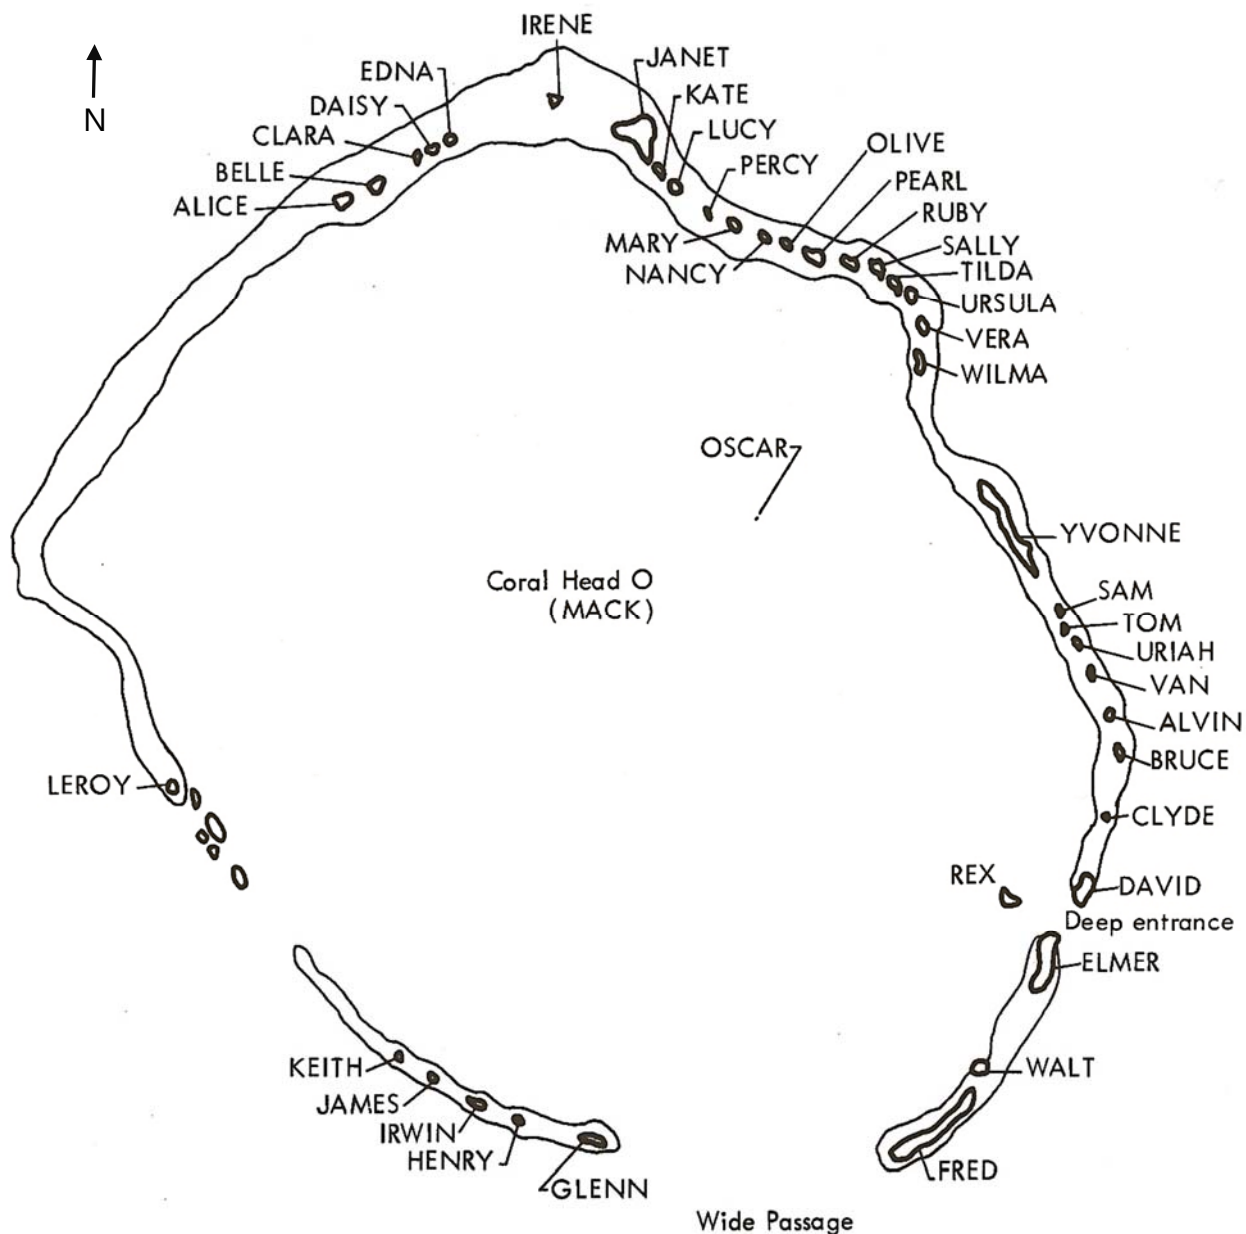 IRENE
JANET
EDNA
KATE
DAISY
LUCY
N
CLARA
OLIVE
PERCY
BELLE
PEARL
ALICE
RUBY
MARY
SALLY
NANCY
TILDA
URSULA
VERA
WILMA
OSCAR
YVONNE
Coral Head O
(MACK)
SAM
TOM
URIAH
VAN
ALVIN
BRUCE
LEROY
CLYDE
REX
DAVID
Deep entrance
ELMER
KEITH
WALT
JAMES
IRWIN
HENRY
FRED
GLENN
Wide Passage